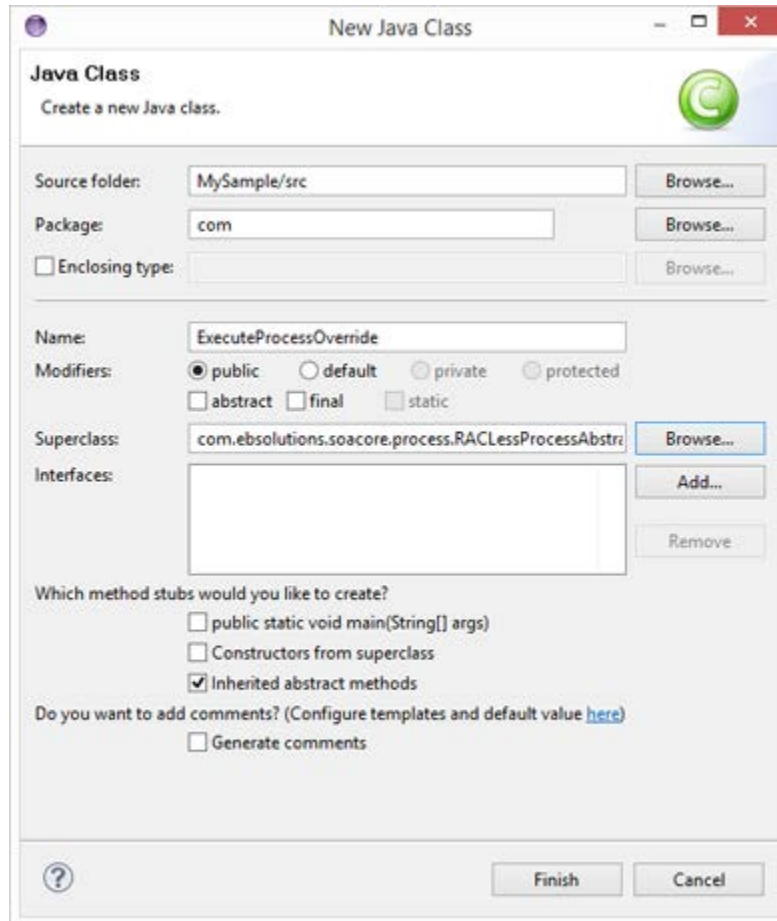 New Java Class
Java Class
Create a new Java class.
Source folder: MySample/src Browse...
Package: com Browse...
Enclosing type: Browse...
Name: ExecuteProcessOverride
Modifiers: public default private protected
abstract final static
Superclass: com.ebsolutions.soacore.process.RACLessProcessAbstra Browse...
Interfaces: Add...
Remove
Which method stubs would you like to create?
public static void main(String[] args)
Constructors from superclass
Inherited abstract methods
Do you want to add comments? (Configure templates and default value here)
Generate comments
? Finish Cancel